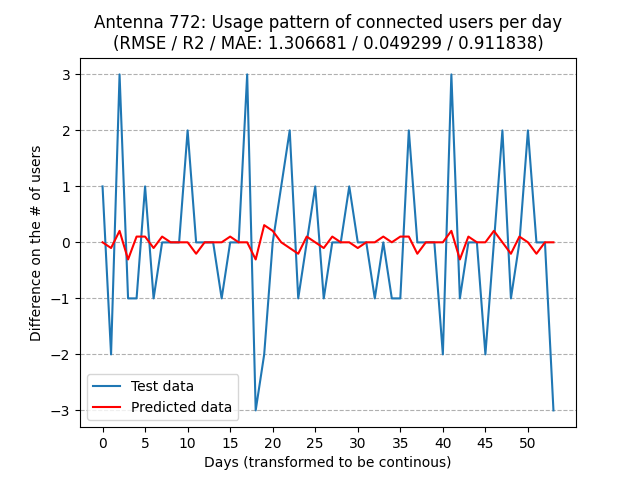 Antenna 772: Usage pattern of connected users per day
(RMSE / R2 / MAE: 1.306681 / 0.049299 / 0.911838)
Difference on the # of users
3
2
1
0
−1
−2
−3
Test data
Predicted data
0 5 10 15 20 25 30 35 40 45 50
Days (transformed to be continous)